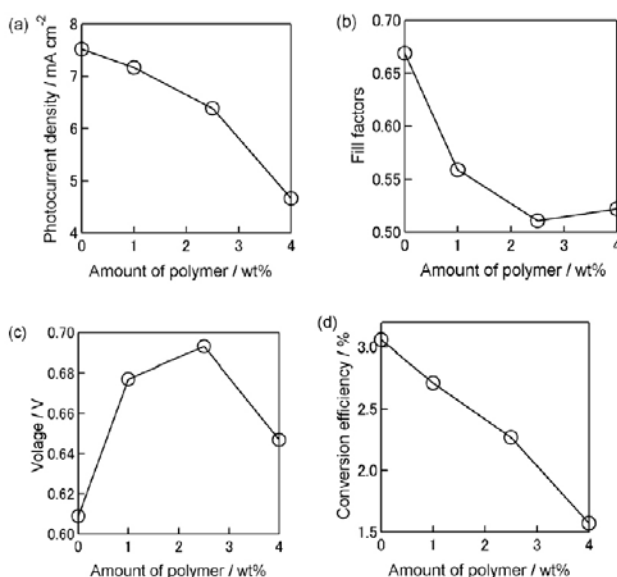 (a)
Photocurrent density / mA cm-2
8
7
6
5
4
0 1 2 3 4
Amount of polymer / wt%
(b)
Fill factors
0.65
0.60
0.55
0.50
0 1 2 3 4
Amount of polymer / wt%
(c)
Volage / V
0.70
0.68
0.66
0.64
0.62
0.60
0 1 2 3 4
Amount of polymer / wt%
(d)
Conversion efficiency / %
3.0
2.5
2.0
1.5
0 1 2 3 4
Amount of polymer / wt%